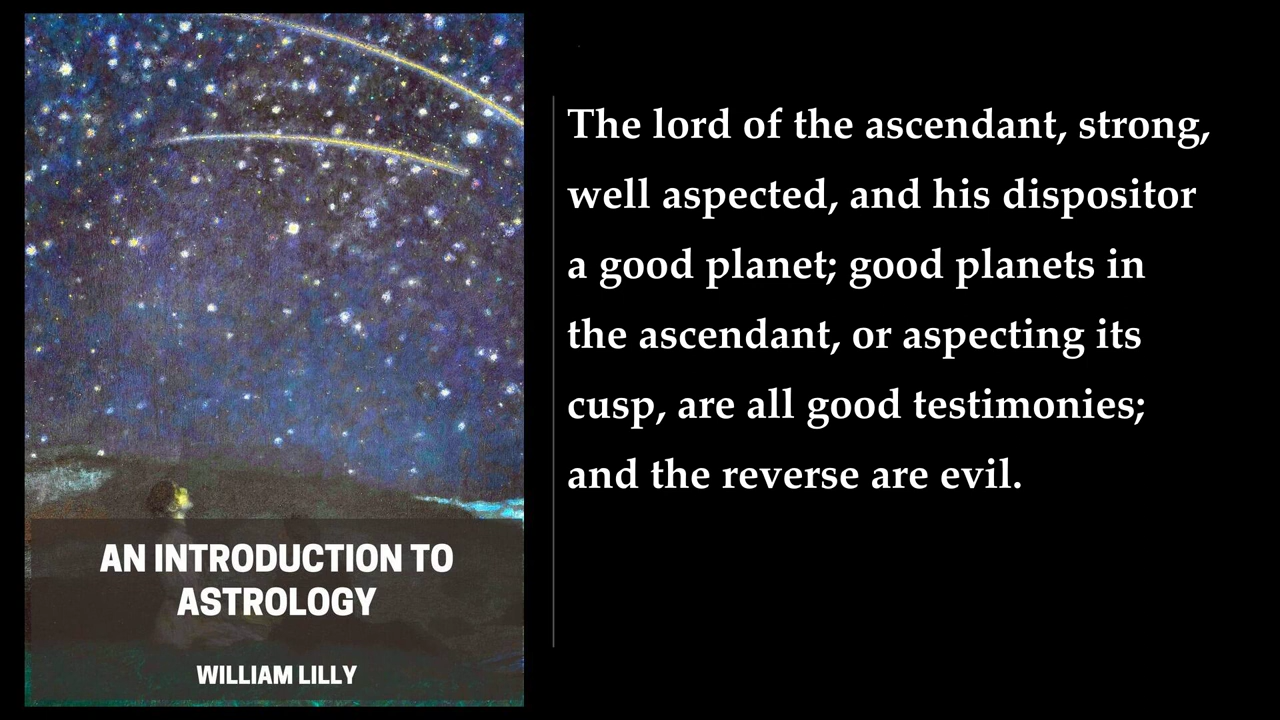 The lord of the ascendant, strong,
well aspected, and his dispositor
a good planet; good planets in
the ascendant, or aspecting its
cusp, are all good testimonies;
and the reverse are evil.
AN INTRODUCTION TO
ASTROLOGY
WILLIAM LILLY